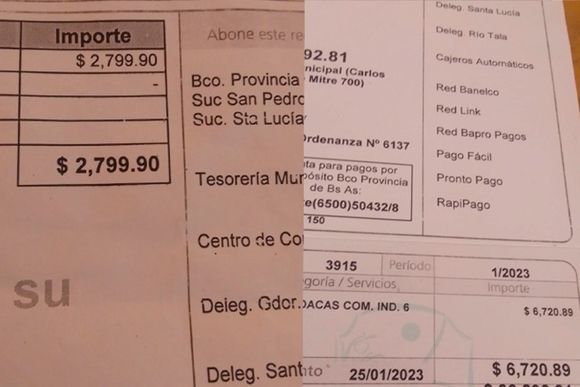 Importe
$ 2,799.90
-
$ 2,799.90
su
Abone este re
Bco. Provincia
Suc San Pedro
Suc. Sta Lucía
Tesorería Mun
Centro de Co
Deleg. Gdor.
Deleg. Sant
92.81
nicipal (Carlos
Mitre 700)
Ordenanza Nº 6137
ta para pagos por
pósito Bco Provincia
de Bs As:
e(6500)50432/8
150
Deleg. Santa Lucía
Deleg. Río Tala
Cajeros Automáticos
Red Banelco
Red Link
Red Bapro Pagos
Pago Fácil
Pronto Pago
RapiPago
3915 Período 1/2023
goría / Servicios Importe
DACAS COM. IND. 6 $ 6,720.89
to 25/01/2023 $ 6,720.89